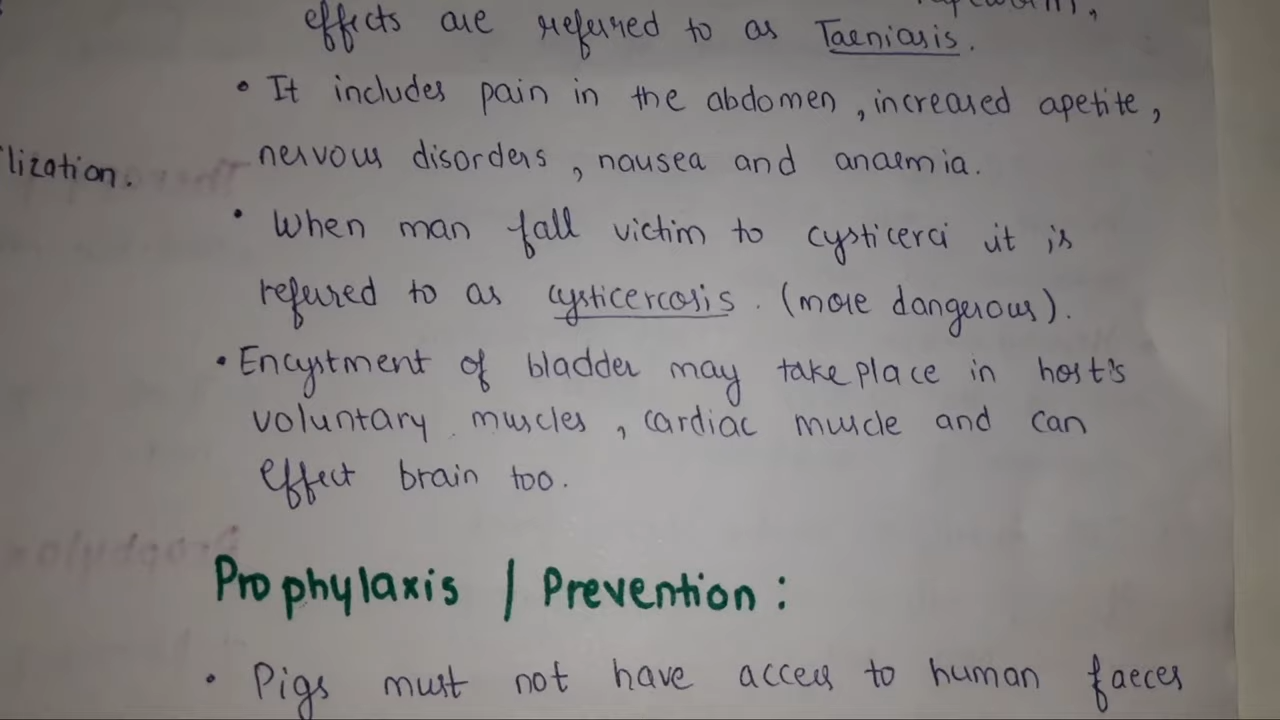 effects are referred to as Taeniasis.
• It includes pain in the abdomen, increased apetite,
lization.
nervous disorders, nausea and anaemia.
• When man fall victim to cysticerci it is
referred to as cysticercosis. (more dangerous).
• Encystment of bladder may take place in host's
voluntary muscles, cardiac muscle and can
effect brain too.
Prophylaxis / Prevention:
• Pigs must not have access to human faeces